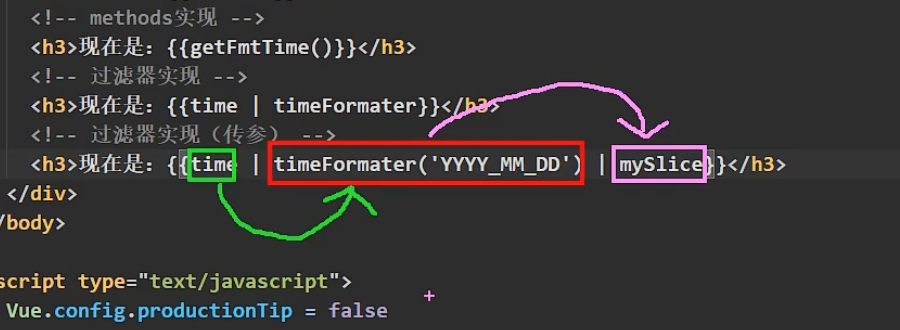 <!-- methods实现 -->
<h3>现在是：{{getFmtTime()}}</h3>
<!-- 过滤器实现 -->
<h3>现在是：{{time | timeFormater}}</h3>
<!-- 过滤器实现（传参） -->
<h3>现在是：{{time | timeFormater('YYYY_MM_DD') | mySlice}}</h3>
</div>
/body>
script type="text/javascript">
Vue.config.productionTip = false